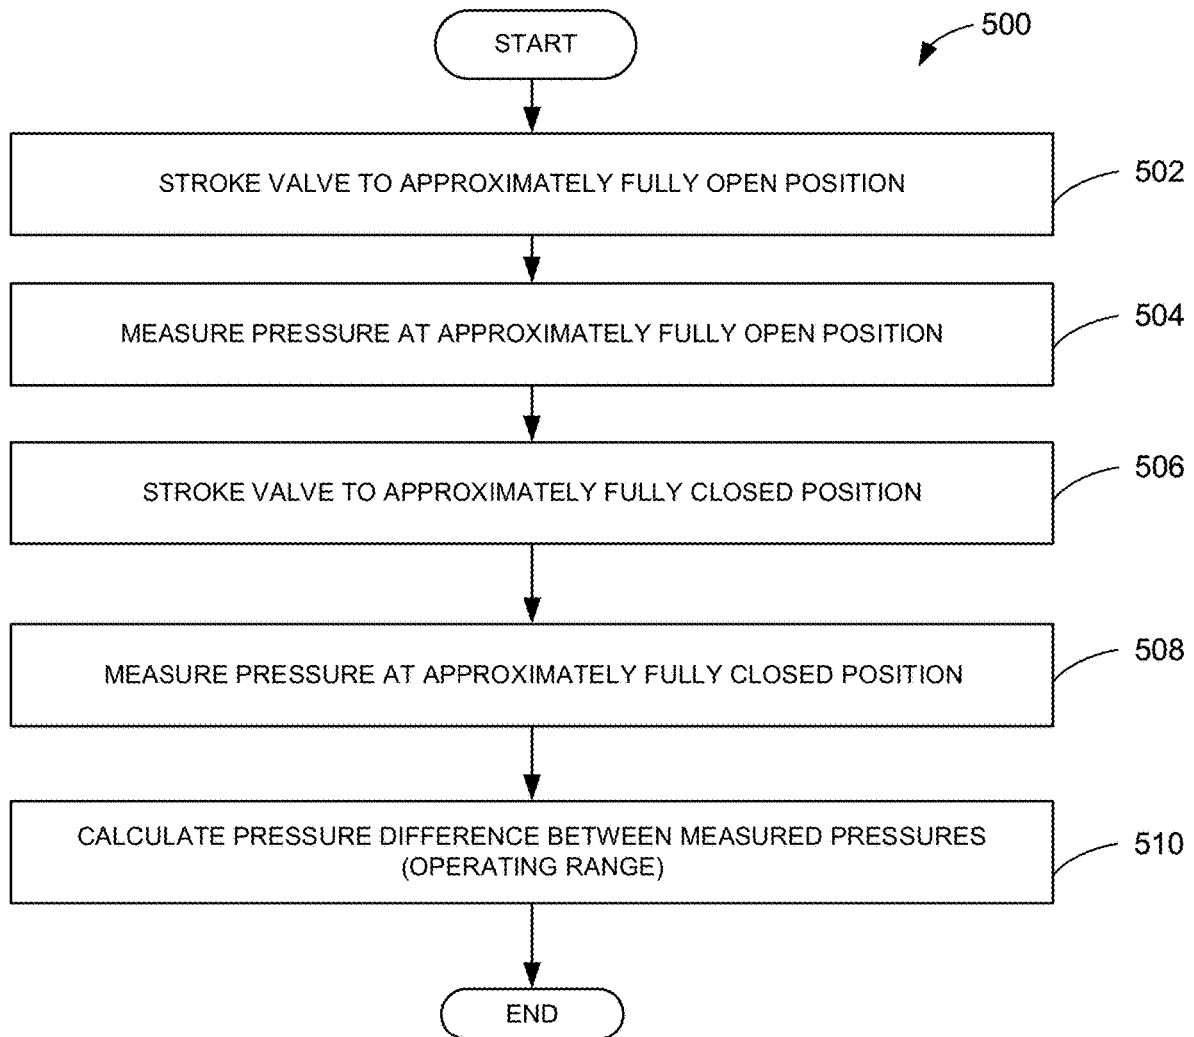 START
500
STROKE VALVE TO APPROXIMATELY FULLY OPEN POSITION
502
MEASURE PRESSURE AT APPROXIMATELY FULLY OPEN POSITION
504
STROKE VALVE TO APPROXIMATELY FULLY CLOSED POSITION
506
MEASURE PRESSURE AT APPROXIMATELY FULLY CLOSED POSITION
508
CALCULATE PRESSURE DIFFERENCE BETWEEN MEASURED PRESSURES
(OPERATING RANGE)
510
END